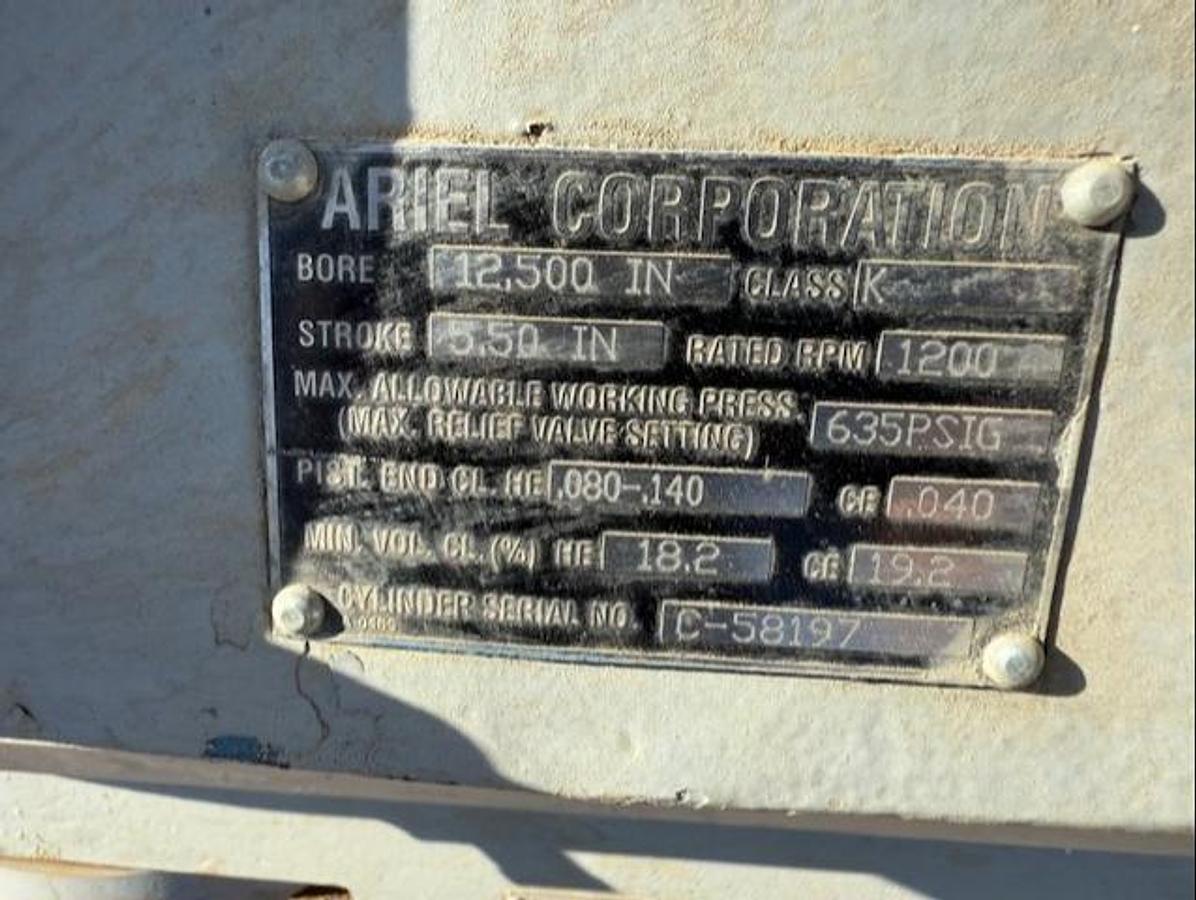 ARIEL CORPORATION
BORE 12.500 IN CLASS K
STROKE 5.50 IN RATED RPM 1200
MAX. ALLOWABLE WORKING PRESS.
(MAX. RELIEF VALVE SETTING) 635PSIG
PIST. END CL. HE .080-.140 CE .040
MIN. VOL. CL. (%) HE 18.2 CE 19.2
CYLINDER SERIAL NO. C-58197